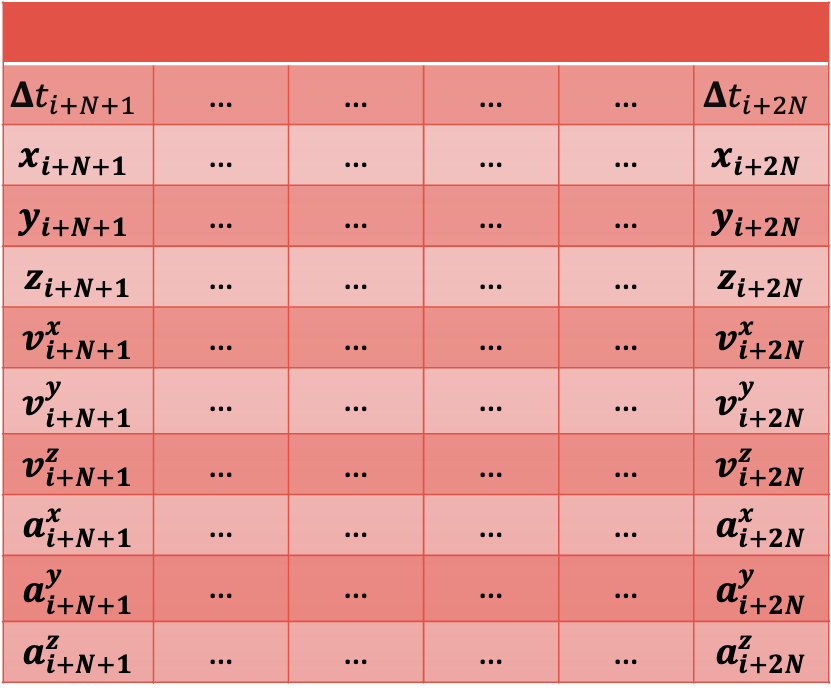 Δt_{i+N+1} ... ... ... ... Δt_{i+2N}
x_{i+N+1} ... ... ... ... x_{i+2N}
y_{i+N+1} ... ... ... ... y_{i+2N}
z_{i+N+1} ... ... ... ... z_{i+2N}
v^x_{i+N+1} ... ... ... ... v^x_{i+2N}
v^y_{i+N+1} ... ... ... ... v^y_{i+2N}
v^z_{i+N+1} ... ... ... ... v^z_{i+2N}
a^x_{i+N+1} ... ... ... ... a^x_{i+2N}
a^y_{i+N+1} ... ... ... ... a^y_{i+2N}
a^z_{i+N+1} ... ... ... ... a^z_{i+2N}